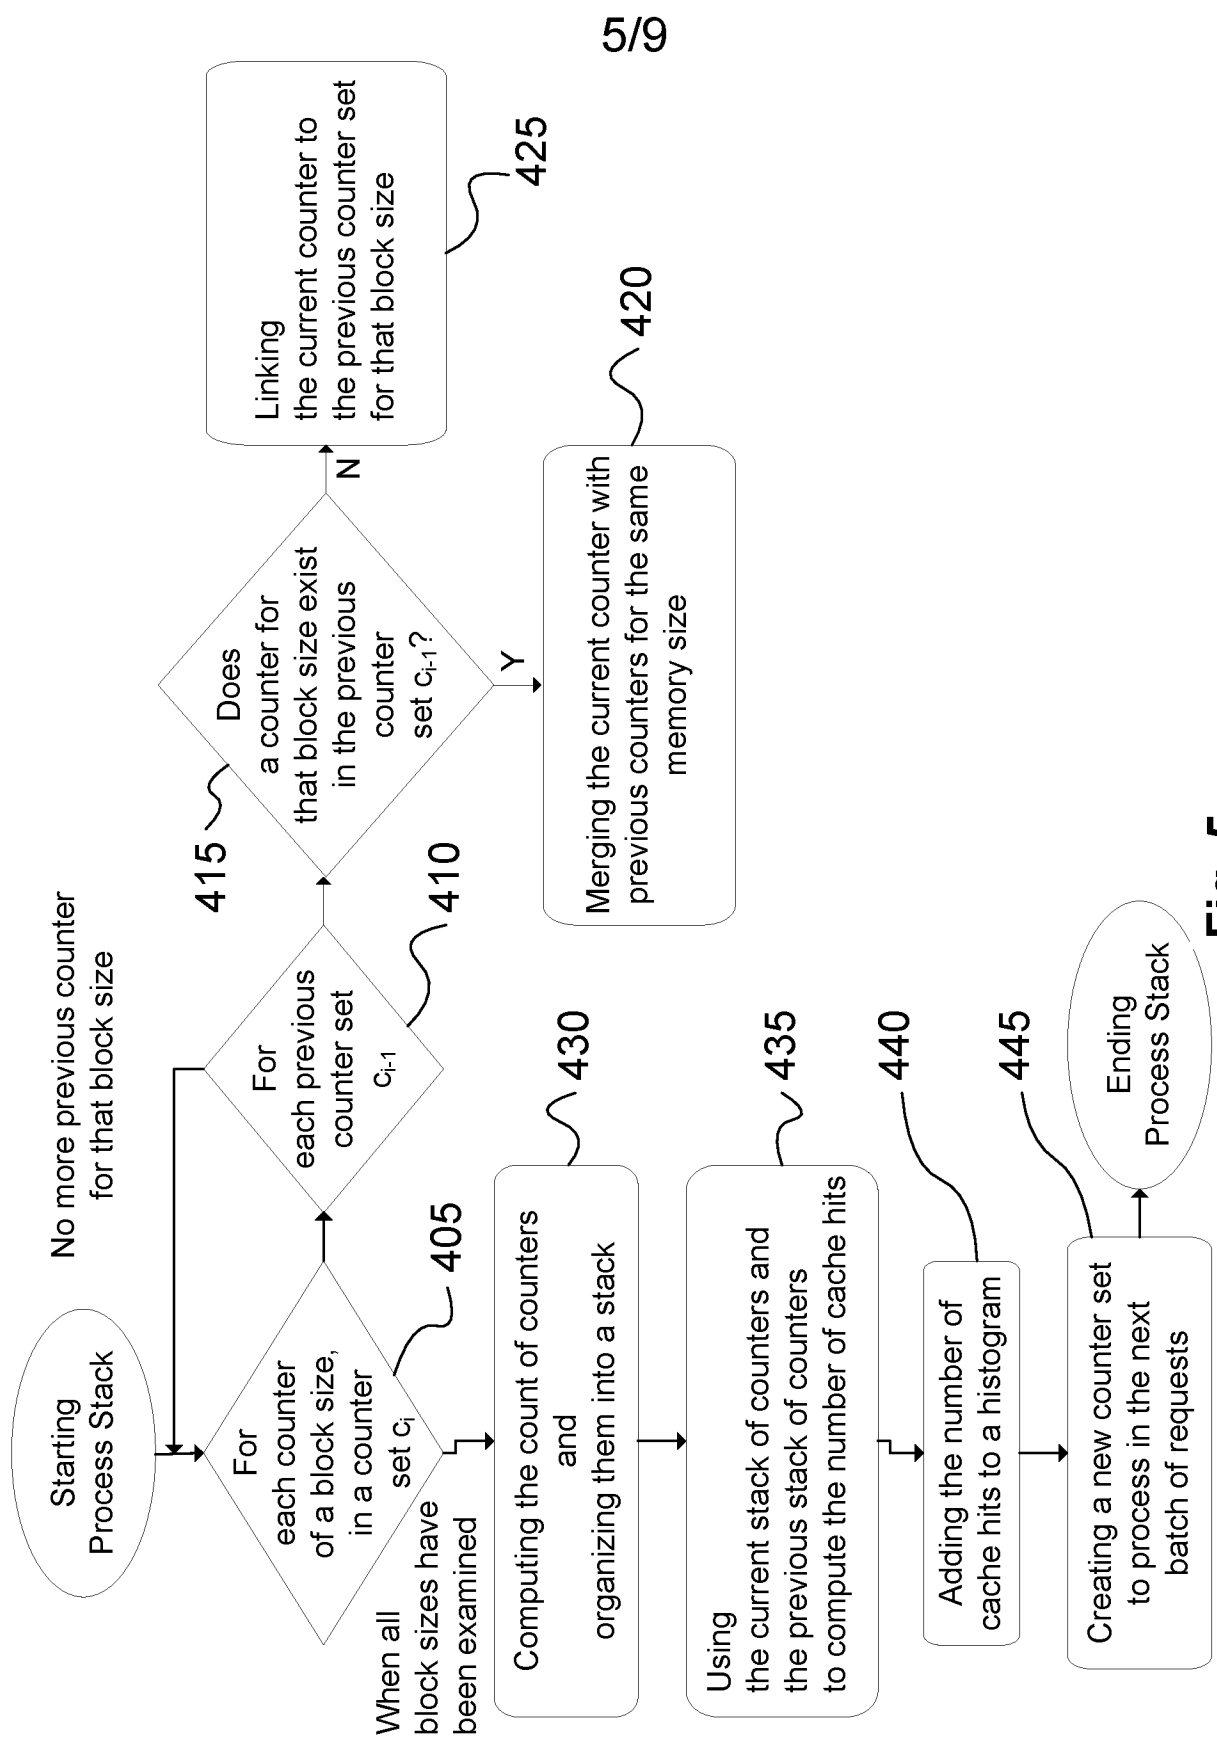 5/9
Starting
Process Stack
No more previous counter
for that block size
For
each counter
of a block size,
in a counter
set ci
405
For
each previous
counter set
ci-1
410
Does
a counter for
that block size exist
in the previous
counter
set ci-1?
415
N
Y
Linking
the current counter to
the previous counter set
for that block size
425
Merging the current counter with
previous counters for the same
memory size
420
When all
block sizes have
been examined
Computing the count of counters
and
organizing them into a stack
430
Using
the current stack of counters and
the previous stack of counters
to compute the number of cache hits
435
Adding the number of
cache hits to a histogram
440
Creating a new counter set
to process in the next
batch of requests
445
Ending
Process Stack